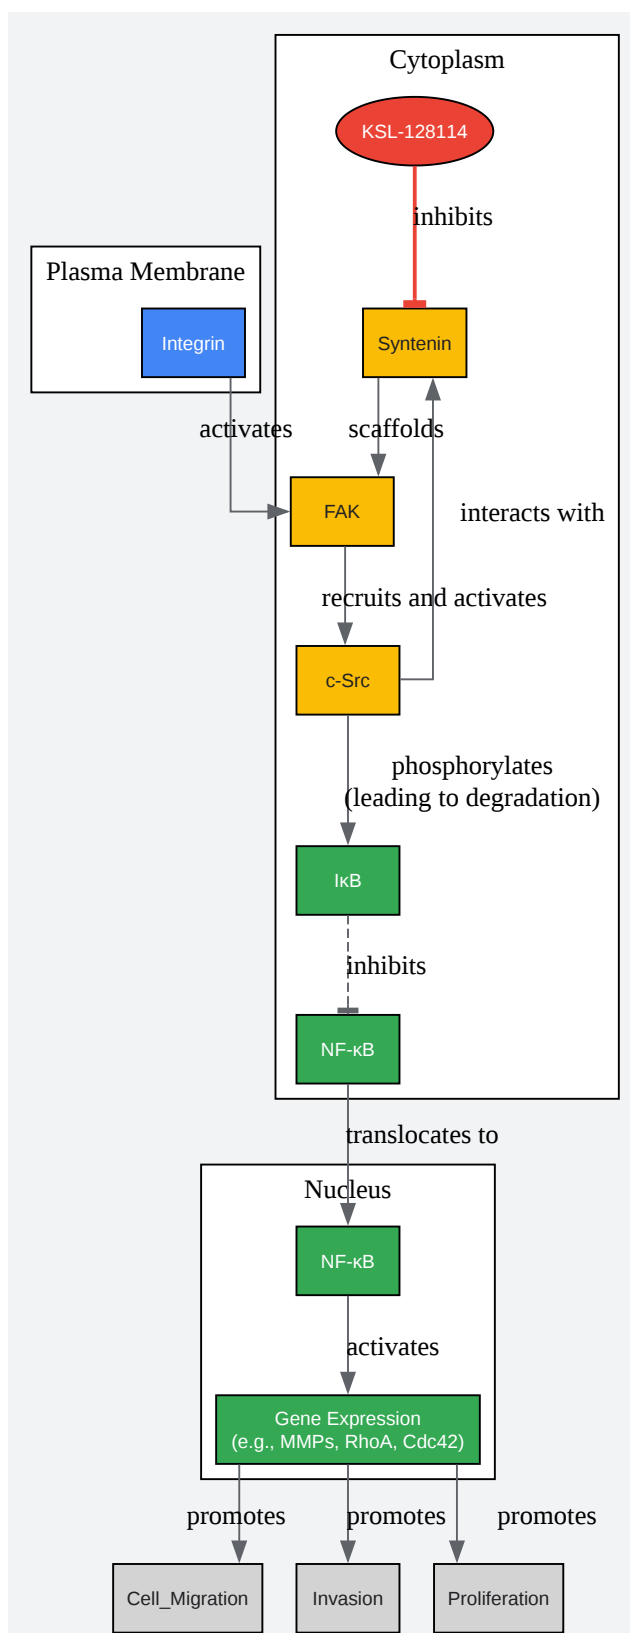 Cytoplasm
KSL-128114
inhibits
Plasma Membrane
Integrin
Syntenin
activates
scaffolds
FAK
interacts with
recruits and activates
c-Src
phosphorylates
(leading to degradation)
IκB
inhibits
NF-κB
translocates to
Nucleus
NF-κB
activates
Gene Expression
(e.g., MMPs, RhoA, Cdc42)
promotes
promotes
promotes
Cell_Migration
Invasion
Proliferation